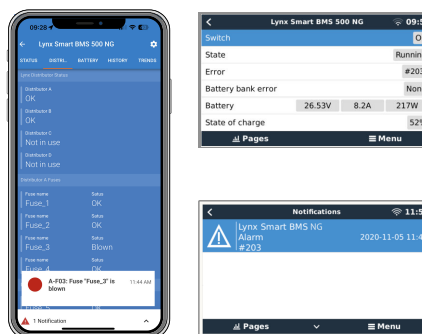 09:28
Lynx Smart BMS 500 NG
STATUS DISTRI... BATTERY HISTORY TRENDS
Lynx Distributor Status
Distributor A
OK
Distributor B
OK
Distributor C
Not in use
Distributor D
Not in use
Distributor A Fuses
Fuse name Status
Fuse_1 OK
Fuse name Status
Fuse_2 OK
Fuse name Status
Fuse_3 Blown
Fuse name Status
Fuse_4 OK
A-F03: Fuse "Fuse_3" is blown 11:44 AM
1 Notification
Lynx Smart BMS 500 NG 09:5
Switch O
State Runnin
Error #203
Battery bank error Non
Battery 26.53V 8.2A 217W
State of charge 52%
Pages Menu
Notifications 11:5
Lynx Smart BMS NG
Alarm 2020-11-05 11:4
#203
Pages Menu